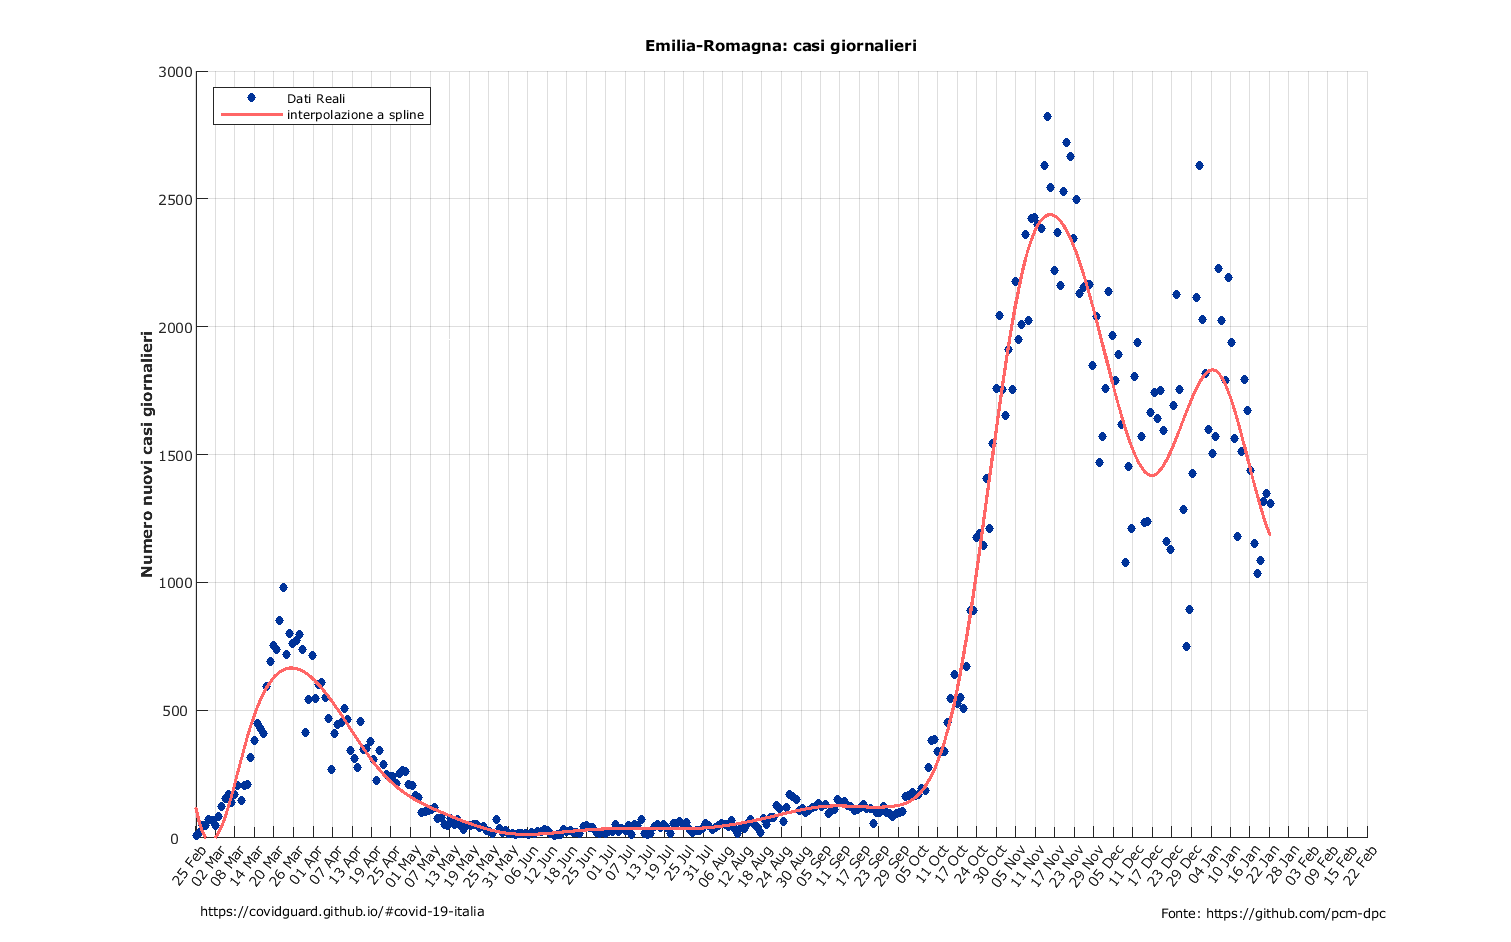 Emilia-Romagna: casi giornalieri
Dati Reali
interpolazione a spline
Numero nuovi casi giornalieri
3000
2500
2000
1500
1000
500
0
25 Feb
02 Mar
08 Mar
14 Mar
20 Mar
26 Mar
01 Apr
07 Apr
13 Apr
19 Apr
25 Apr
01 May
07 May
13 May
19 May
25 May
31 May
06 Jun
12 Jun
18 Jun
25 Jun
01 Jul
07 Jul
13 Jul
19 Jul
25 Jul
31 Jul
06 Aug
12 Aug
18 Aug
24 Aug
30 Aug
05 Sep
11 Sep
17 Sep
23 Sep
29 Sep
05 Oct
11 Oct
17 Oct
24 Oct
30 Oct
05 Nov
11 Nov
17 Nov
23 Nov
29 Nov
05 Dec
11 Dec
17 Dec
23 Dec
29 Dec
04 Jan
10 Jan
16 Jan
22 Jan
28 Jan
03 Feb
09 Feb
15 Feb
22 Feb
https://covidguard.github.io/#covid-19-italia
Fonte: https://github.com/pcm-dpc